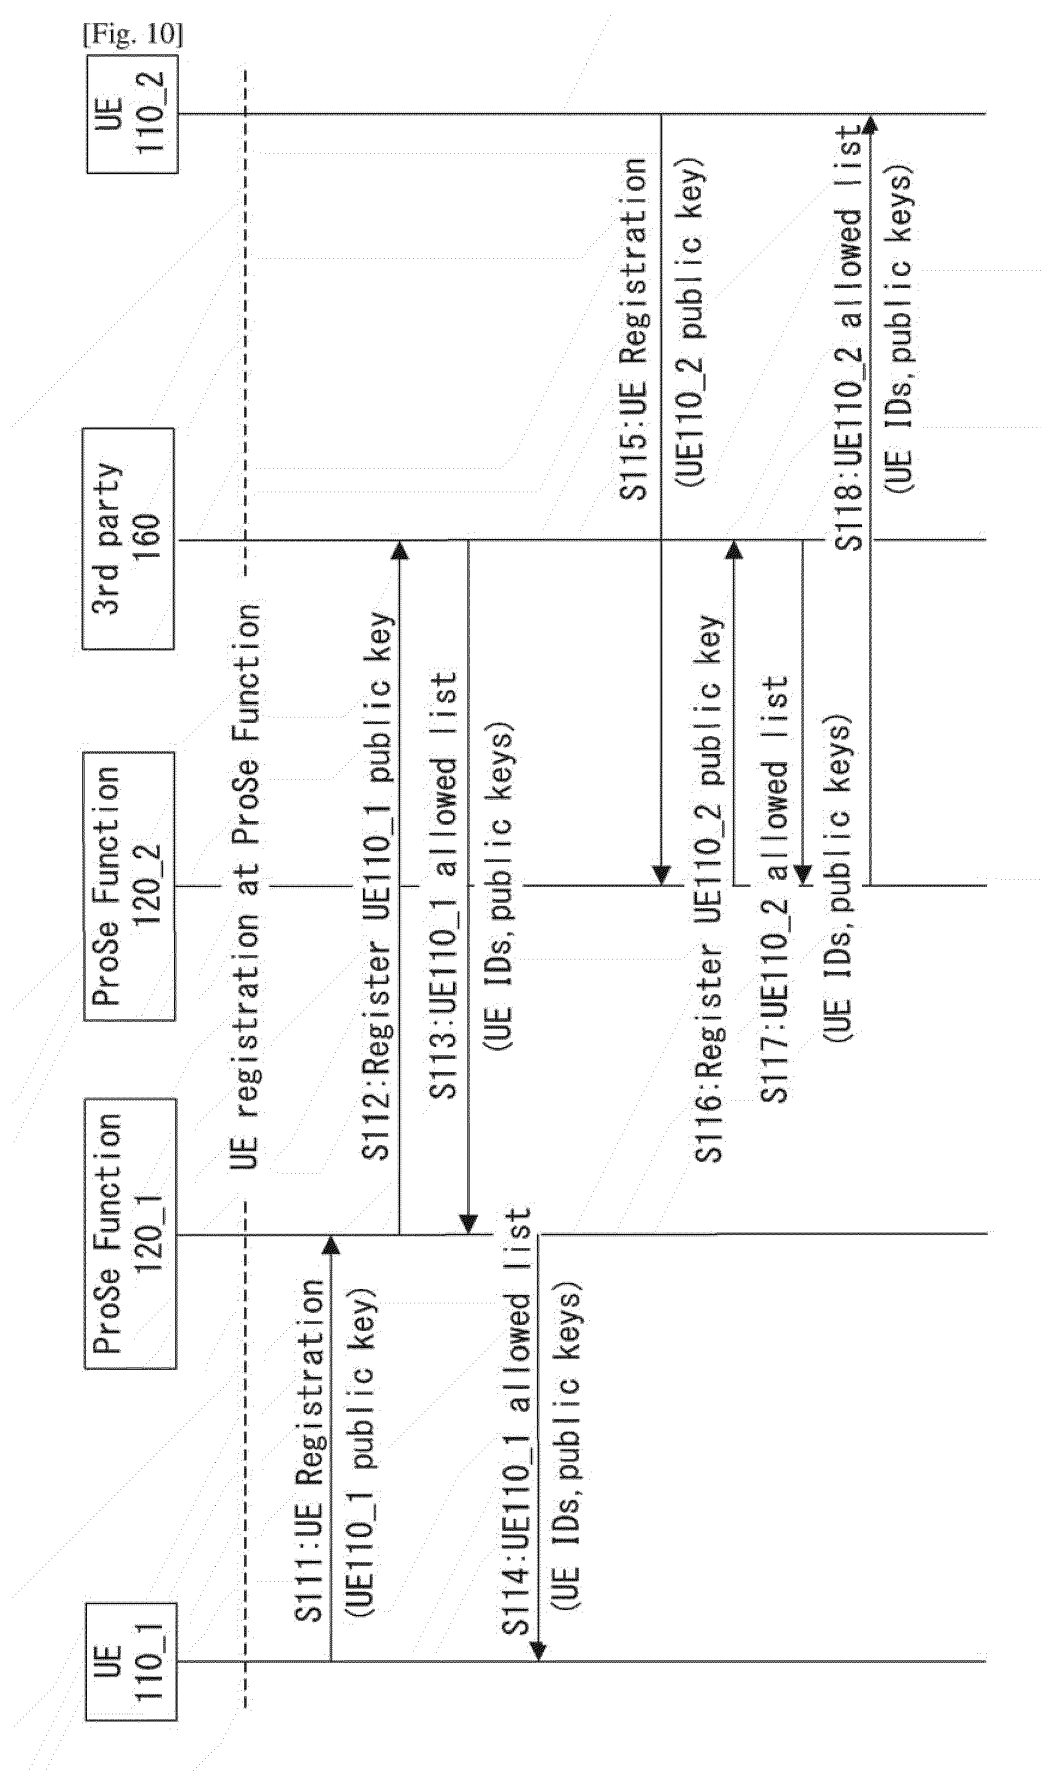 [Fig. 10]
UE
110_1
ProSe Function
120_1
ProSe Function
120_2
3rd party
160
UE
110_2
UE registration at ProSe Function
S111:UE Registration
(UE110_1 public key)
S112:Register UE110_1 public key
S113:UE110_1 allowed list
(UE IDs,public keys)
S114:UE110_1 allowed list
(UE IDs,public keys)
S115:UE Registration
(UE110_2 public key)
S116:Register UE110_2 public key
S117:UE110_2 allowed list
(UE IDs,public keys)
S118:UE110_2 allowed list
(UE IDs,public keys)